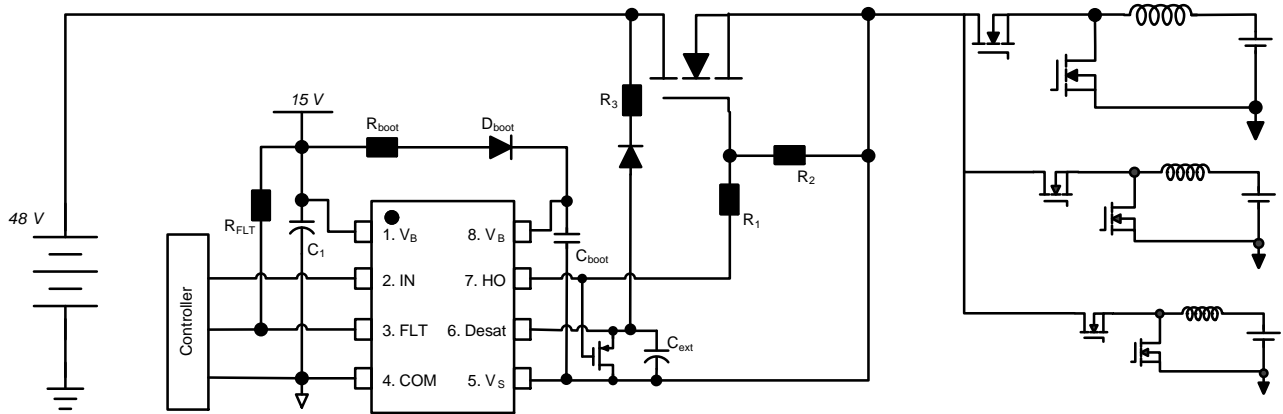 15 V
R_boot
D_boot
R_3
R_2
48 V
R_FLT
C_1
1. V_B
8. V_B
C_boot
R_1
Controller
2. IN
7. HO
3. FLT
6. Desat
C_ext
4. COM
5. V_S